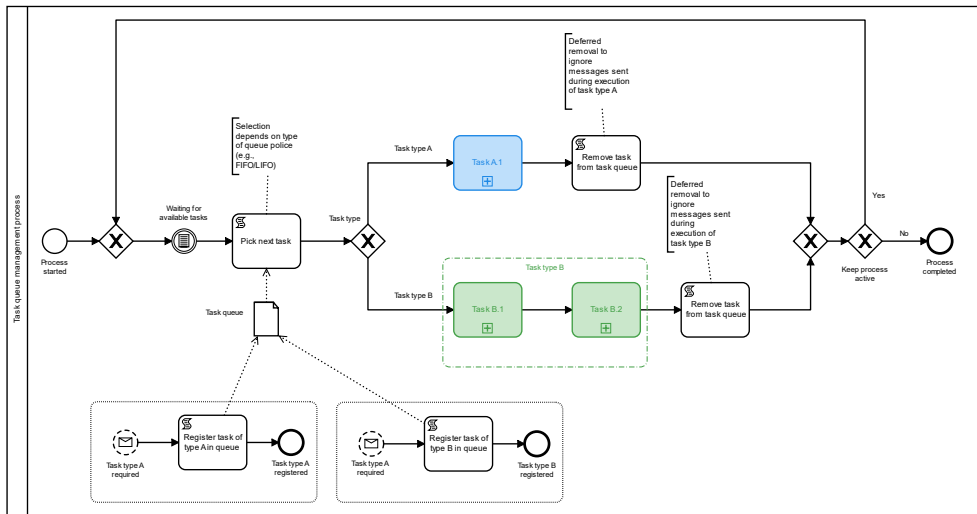 Task queue management process
Deferred
removal to
ignore
messages sent
during execution
of task type A
Selection
depends on type
of queue police
(e.g.,
FIFO/LIFO)
Waiting for
available tasks
Process
started
Pick next task
Task type
Task type A
Task A.1
Remove task
from task queue
Deferred
removal to
ignore
messages sent
during
execution of
task type B
Yes
No
Keep process
active
Process
completed
Task type B
Task type B
Task B.1
Task B.2
Remove task
from task queue
Task queue
Task type A
required
Register task of
type A in queue
Task type A
registered
Task type A
required
Register task of
type B in queue
Task type B
registered